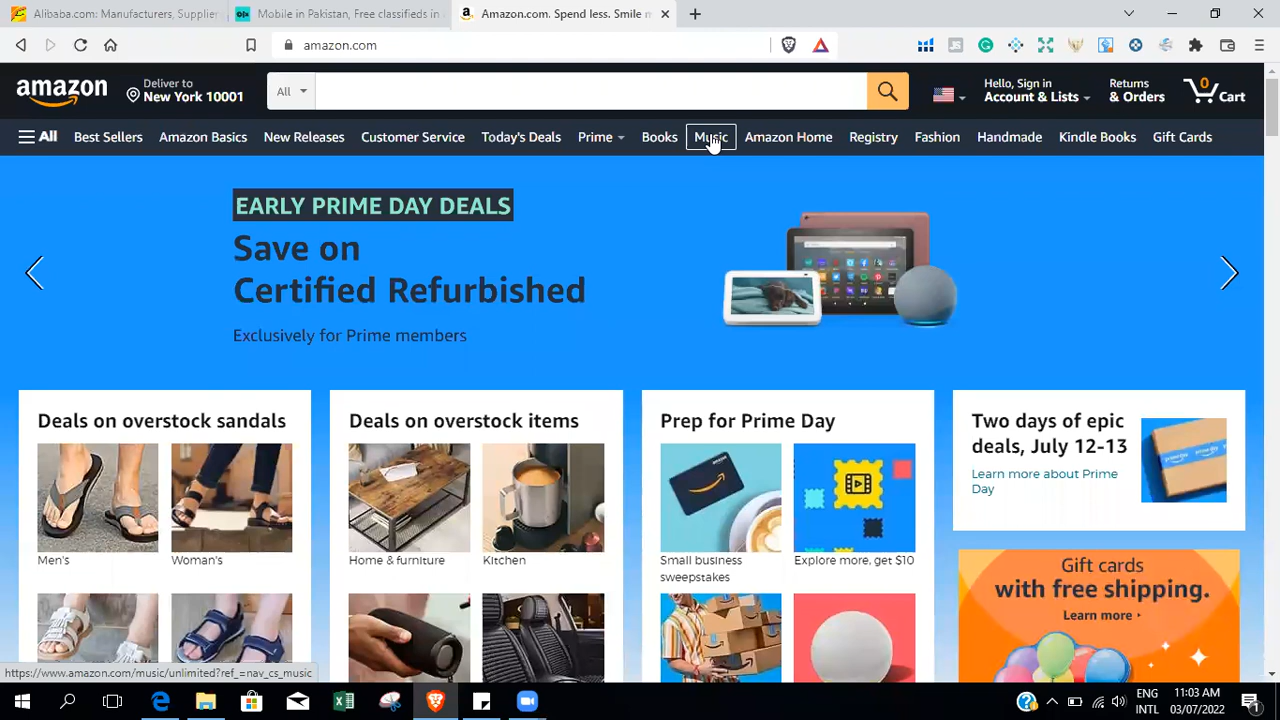 Alibaba.com: Manufacturers, Supplier
Mobile in Pakistan, Free classifieds in
Amazon.com. Spend less. Smile m
amazon.com
amazon
Deliver to
New York 10001
All
Hello, Sign in
Account & Lists
Returns
& Orders
0
Cart
All
Best Sellers
Amazon Basics
New Releases
Customer Service
Today's Deals
Prime
Books
Music
Amazon Home
Registry
Fashion
Handmade
Kindle Books
Gift Cards
EARLY PRIME DAY DEALS
Save on
Certified Refurbished
Exclusively for Prime members
Deals on overstock sandals
Men's
Woman's
Deals on overstock items
Home & furniture
Kitchen
Prep for Prime Day
Small business
sweepstakes
Explore more, get $10
Two days of epic
deals, July 12-13
Learn more about Prime
Day
Gift cards
with free shipping.
Learn more
https://www.amazon.com/music/unlimited?ref_=nav_cs_music
ENG
INTL
11:03 AM
03/07/2022
1